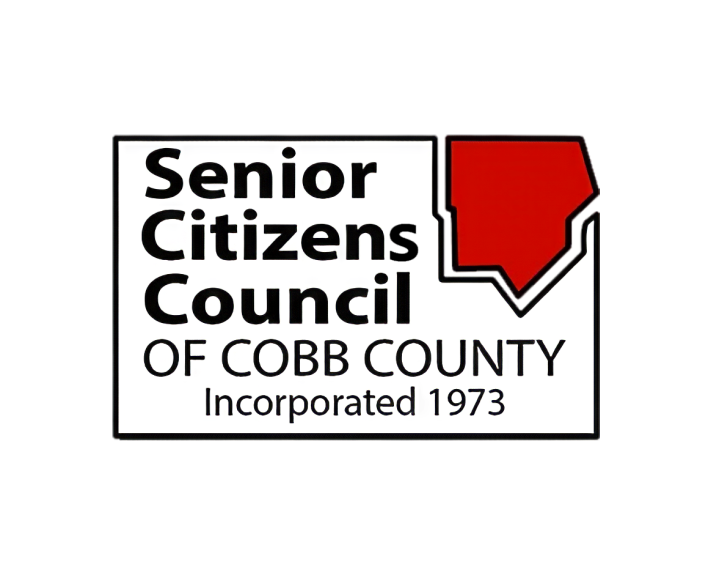 Senior
Citizens
Council
OF COBB COUNTY
Incorporated 1973